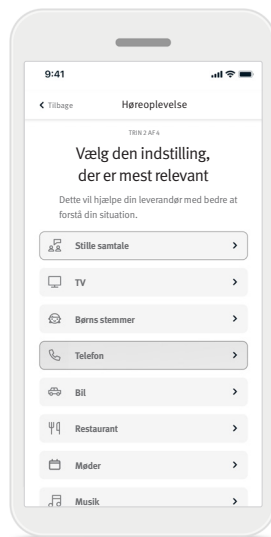 9:41
Tilbage
Høreoplevelse
TRIN 2 AF 4
Vælg den indstilling,
der er mest relevant
Dette vil hjælpe din leverandør med bedre at
forstå din situation.
Stille samtale
TV
Børns stemmer
Telefon
Bil
Restaurant
Møder
Musik